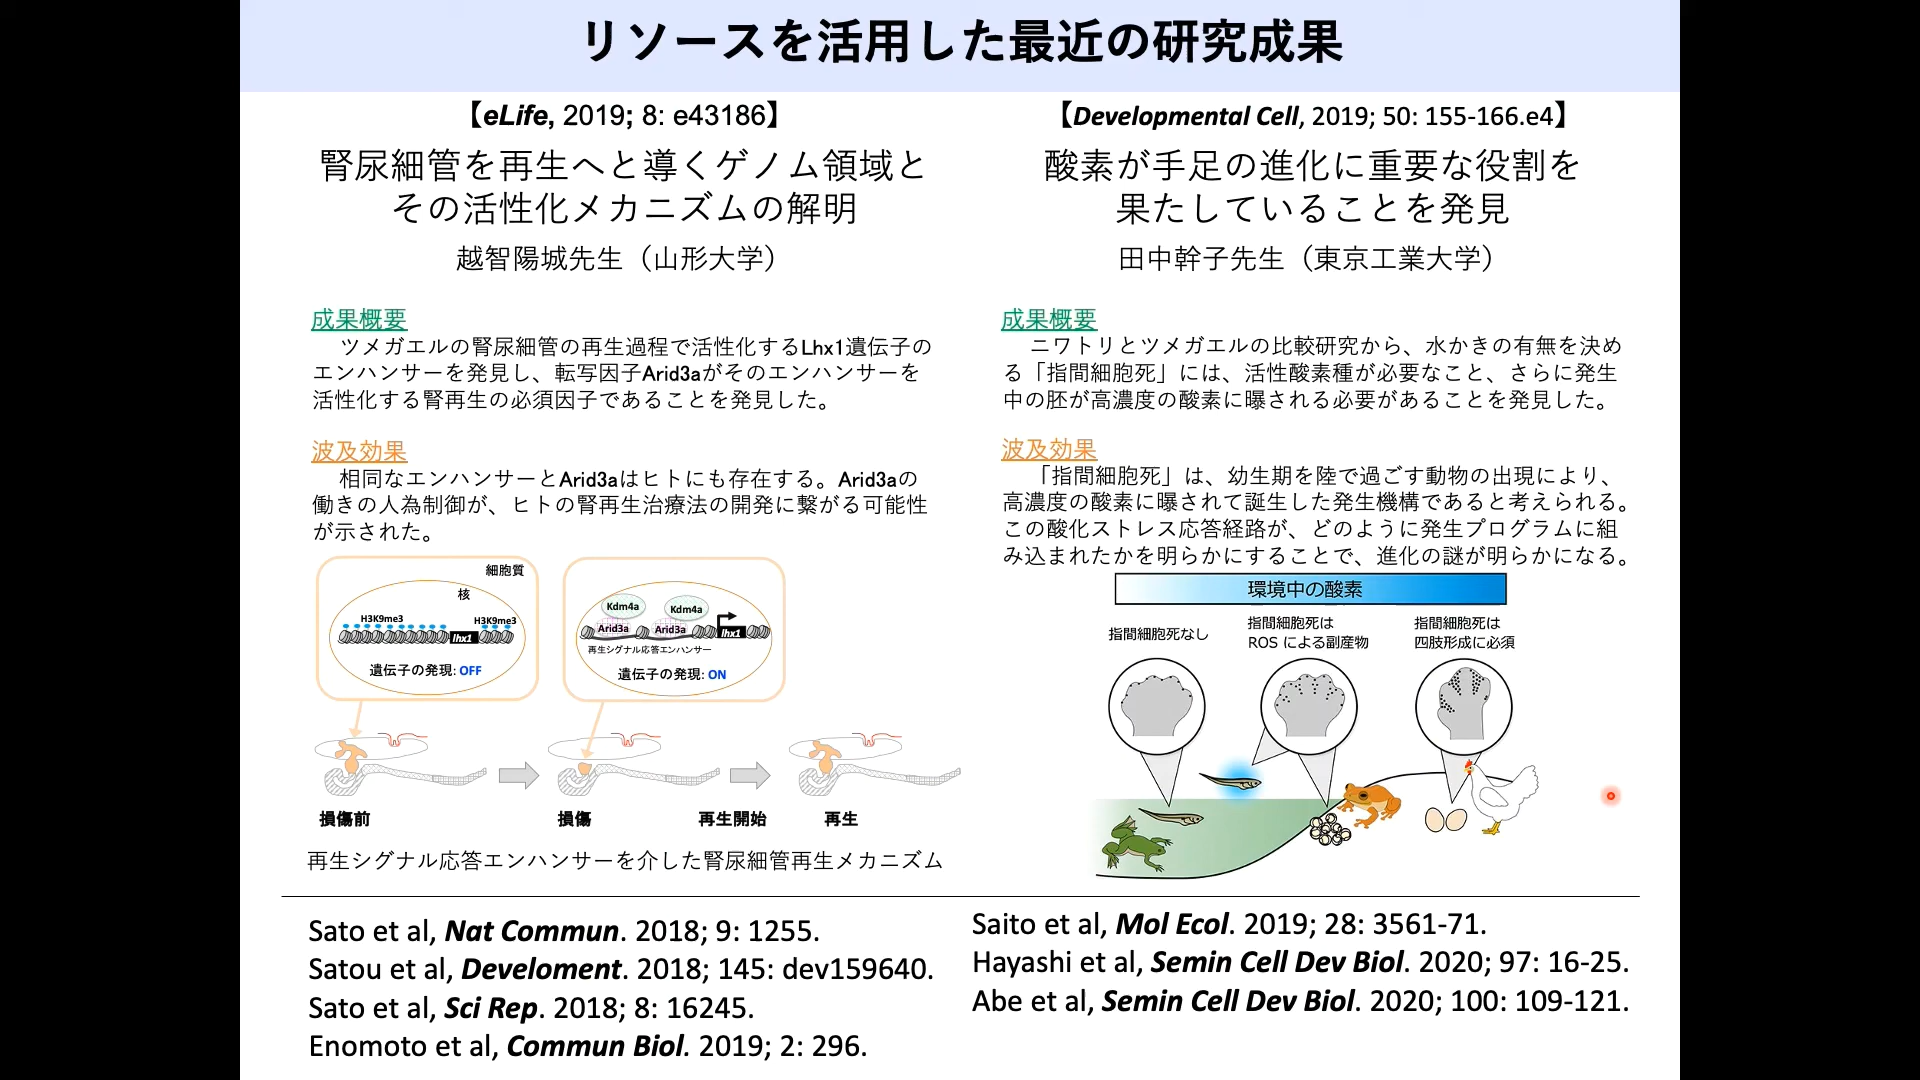 リソースを活用した最近の研究成果
【eLife, 2019; 8: e43186】
腎尿細管を再生へと導くゲノム領域と
その活性化メカニズムの解明
越智陽城先生（山形大学）
成果概要
ツメガエルの腎尿細管の再生過程で活性化するLhx1遺伝子の
エンハンサーを発見し、転写因子Arid3aがそのエンハンサーを
活性化する腎再生の必須因子であることを発見した。
波及効果
相同なエンハンサーとArid3aはヒトにも存在する。Arid3aの
働きの人為制御が、ヒトの腎再生治療法の開発に繋がる可能性
が示された。
細胞質
核
H3K9me3
H3K9me3
lhx1
遺伝子の発現: OFF
Kdm4a
Kdm4a
Arid3a
Arid3a
lhx1
再生シグナル応答エンハンサー
遺伝子の発現: ON
損傷前
損傷
再生開始
再生
再生シグナル応答エンハンサーを介した腎尿細管再生メカニズム
【Developmental Cell, 2019; 50: 155-166.e4】
酸素が手足の進化に重要な役割を
果たしていることを発見
田中幹子先生（東京工業大学）
成果概要
ニワトリとツメガエルの比較研究から、水かきの有無を決め
る「指間細胞死」には、活性酸素種が必要なこと、さらに発生
中の胚が高濃度の酸素に曝される必要があることを発見した。
波及効果
「指間細胞死」は、幼生期を陸で過ごす動物の出現により、
高濃度の酸素に曝されて誕生した発生機構であると考えられる。
この酸化ストレス応答経路が、どのように発生プログラムに組
み込まれたかを明らかにすることで、進化の謎が明らかになる。
環境中の酸素
指間細胞死なし
指間細胞死は
ROS による副産物
指間細胞死は
四肢形成に必須
Sato et al, Nat Commun. 2018; 9: 1255.
Satou et al, Develoment. 2018; 145: dev159640.
Sato et al, Sci Rep. 2018; 8: 16245.
Enomoto et al, Commun Biol. 2019; 2: 296.
Saito et al, Mol Ecol. 2019; 28: 3561-71.
Hayashi et al, Semin Cell Dev Biol. 2020; 97: 16-25.
Abe et al, Semin Cell Dev Biol. 2020; 100: 109-121.